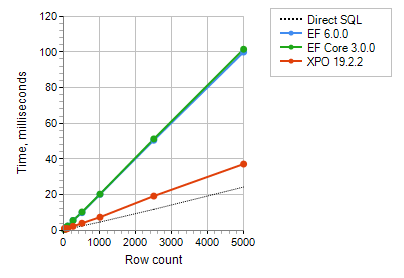 Direct SQL
EF 6.0.0
EF Core 3.0.0
XPO 19.2.2
Time, milliseconds
120
100
80
60
40
20
0
0
1000
2000
3000
4000
5000
Row count